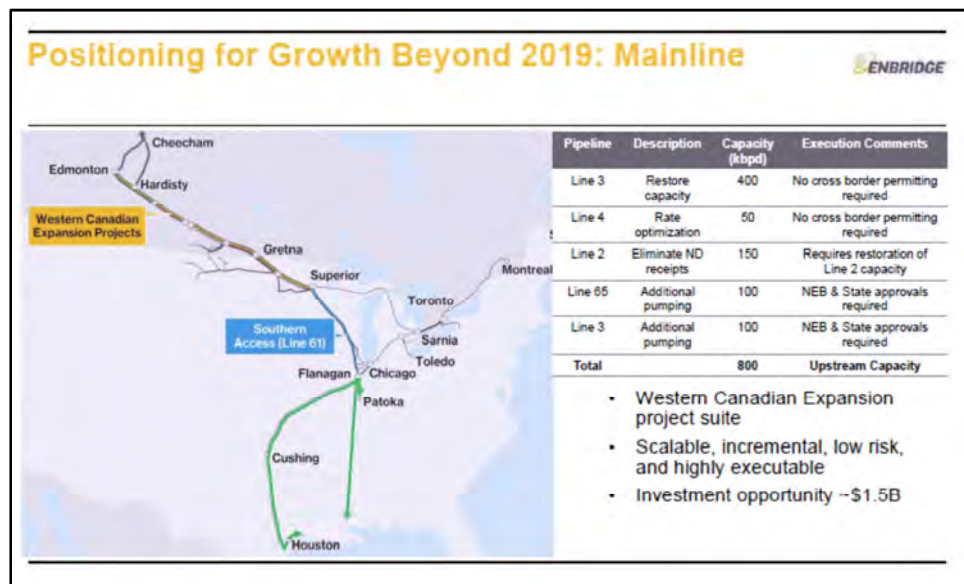 Positioning for Growth Beyond 2019: Mainline
ENBRIDGE
Cheecham
Edmonton
Hardisty
Western Canadian
Expansion Projects
Gretna
Superior
Montreal
Toronto
Southern
Access (Line 61)
Sarnia
Toledo
Flanagan
Chicago
Patoka
Cushing
Houston
Pipeline Description Capacity (kbpd) Execution Comments
Line 3 Restore capacity 400 No cross border permitting required
Line 4 Rate optimization 50 No cross border permitting required
Line 2 Eliminate ND receipts 150 Requires restoration of Line 2 capacity
Line 65 Additional pumping 100 NEB & State approvals required
Line 3 Additional pumping 100 NEB & State approvals required
Total 800 Upstream Capacity
• Western Canadian Expansion
project suite
• Scalable, incremental, low risk,
and highly executable
• Investment opportunity ~$1.5B